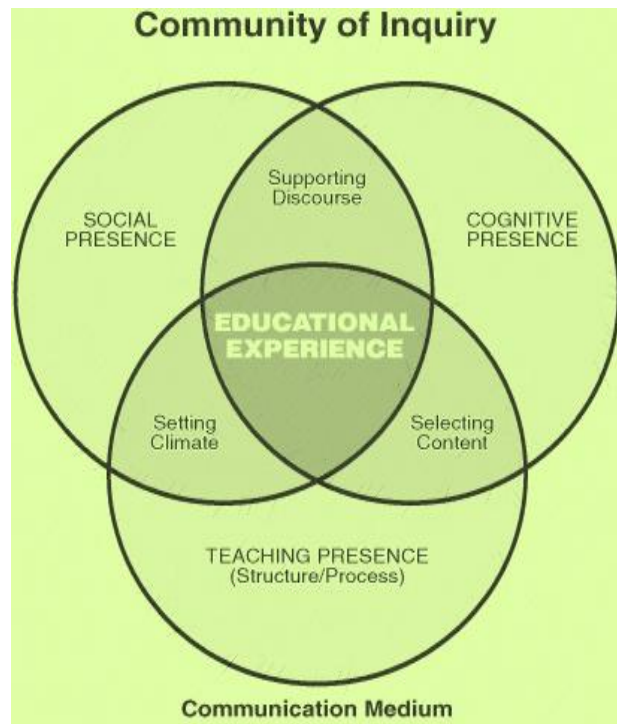 Community of Inquiry
Supporting
Discourse
SOCIAL
PRESENCE
COGNITIVE
PRESENCE
EDUCATIONAL
EXPERIENCE
Setting
Climate
Selecting
Content
TEACHING PRESENCE
(Structure/Process)
Communication Medium